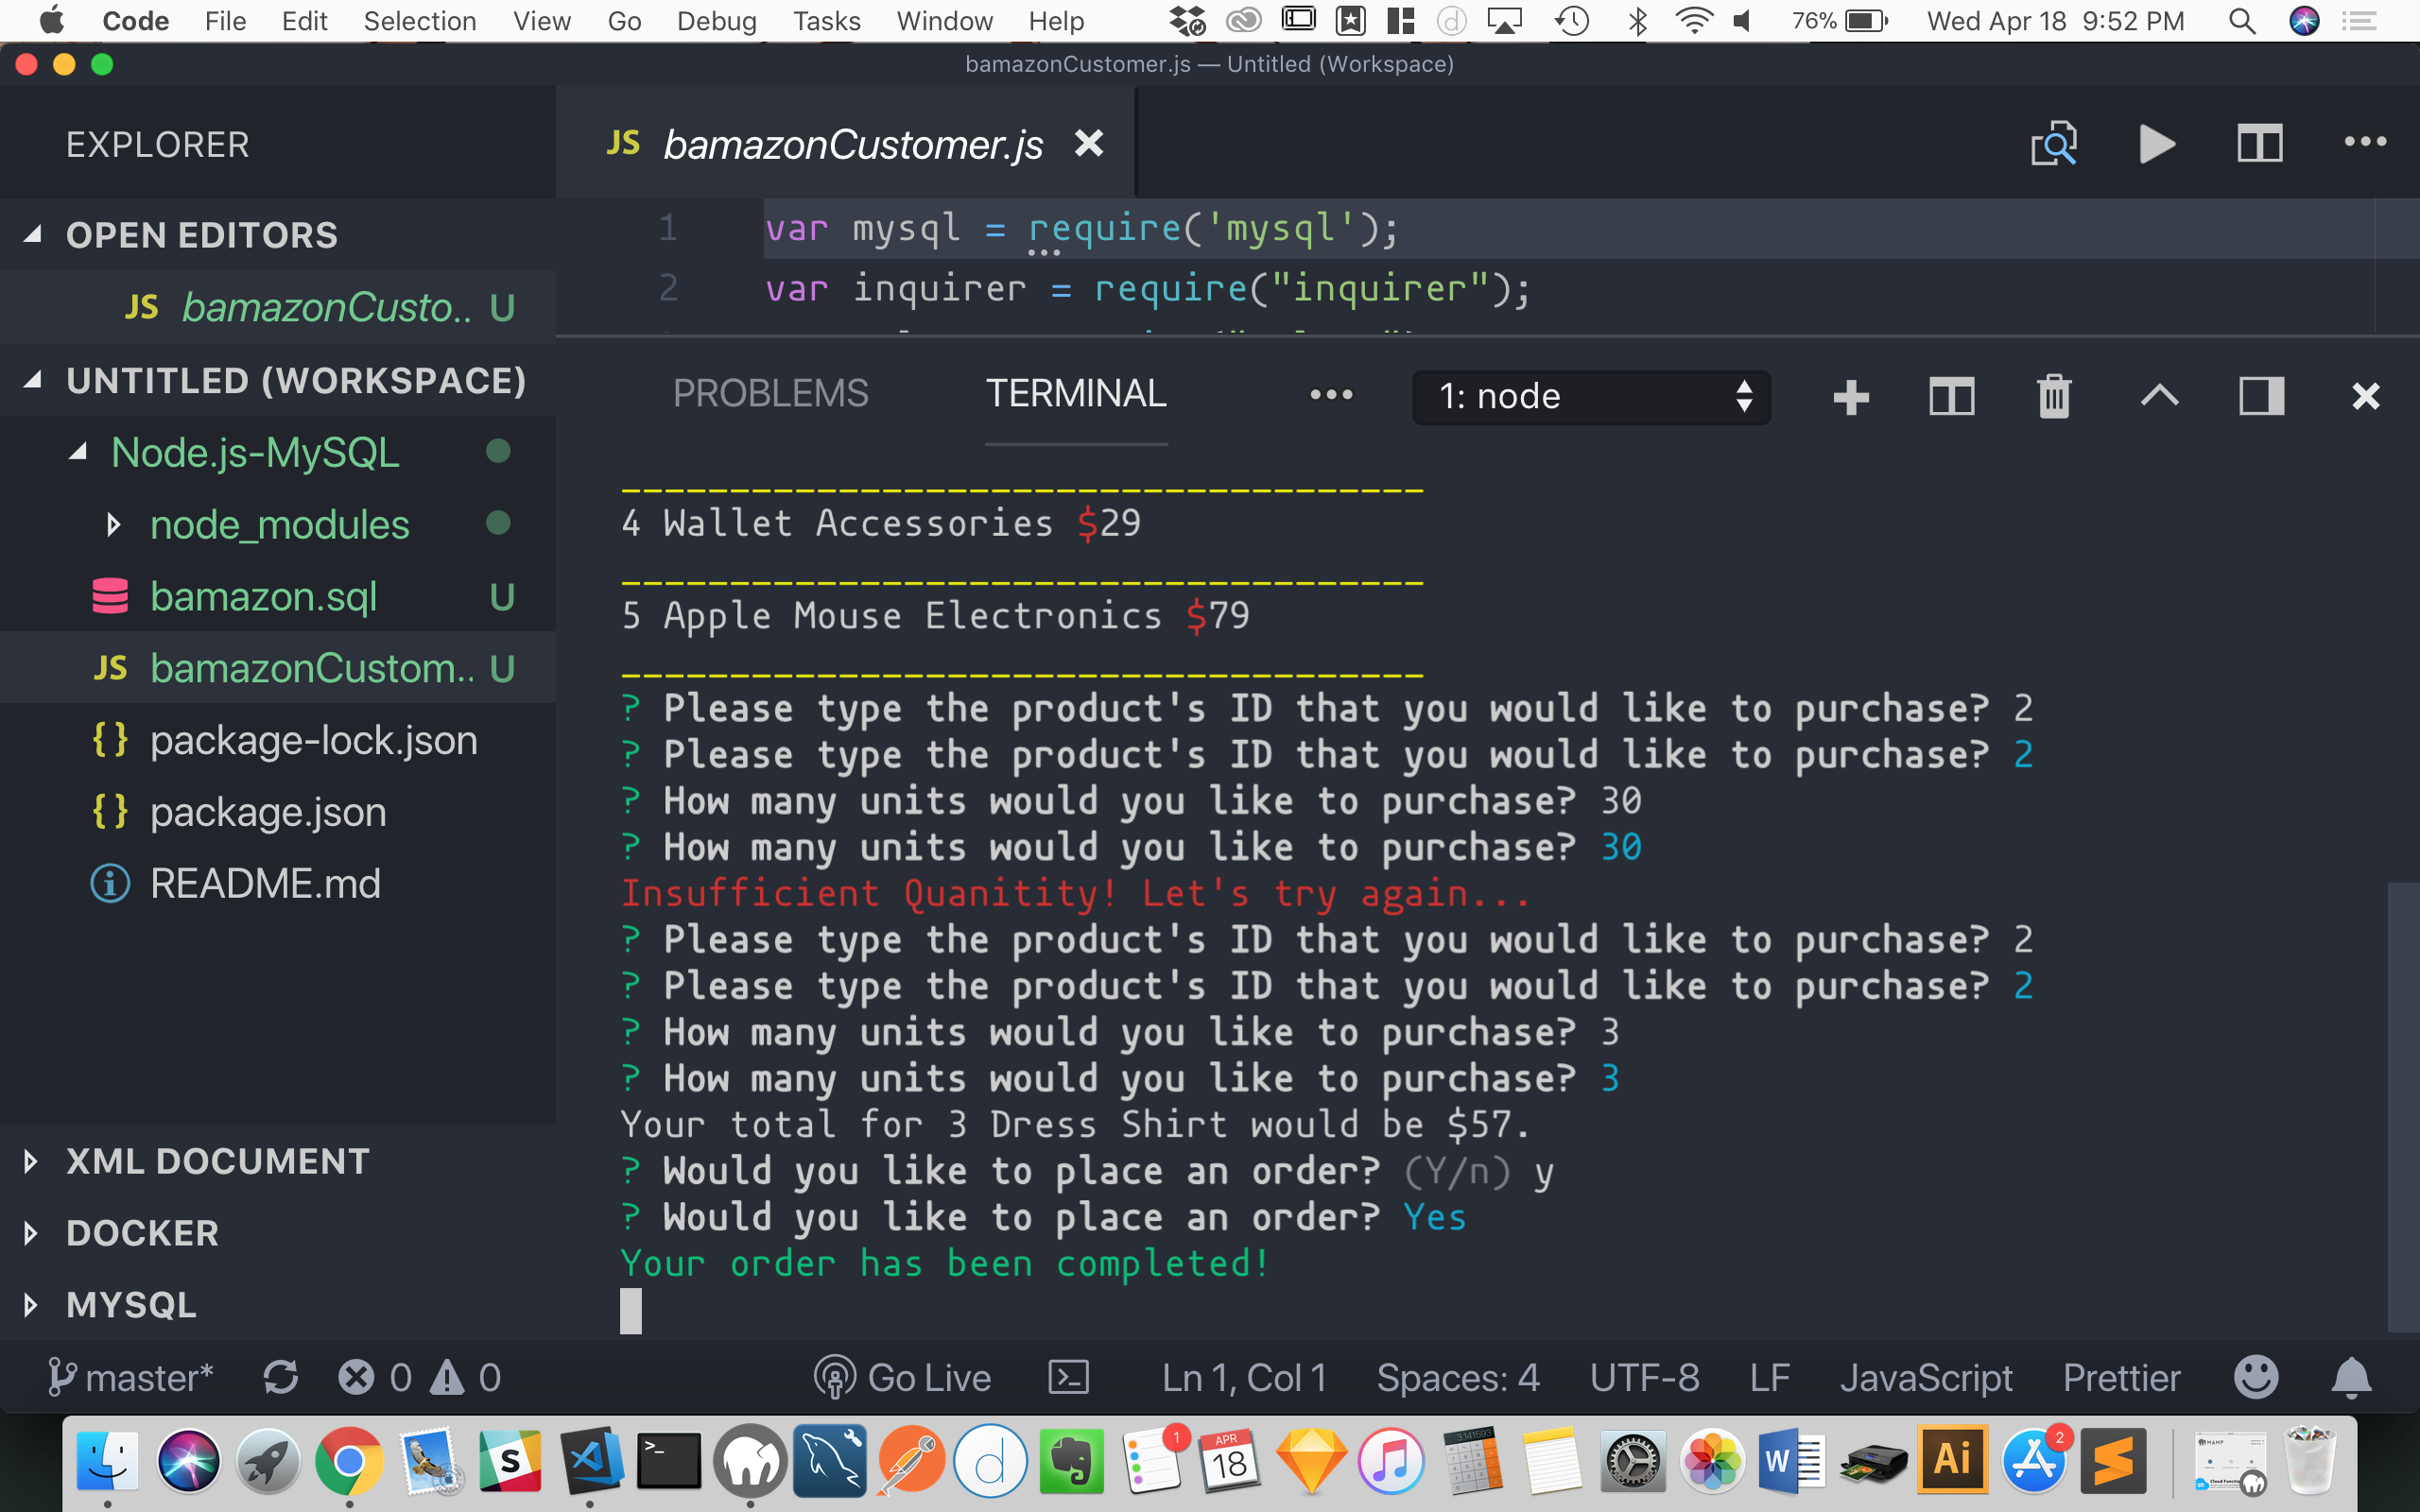 Code File Edit Selection View Go Debug Tasks Window Help 76% Wed Apr 18 9:52 PM
bamazonCustomer.js — Untitled (Workspace)
EXPLORER
JS bamazonCustomer.js
OPEN EDITORS
JS bamazonCusto.. U
UNTITLED (WORKSPACE)
Node.js-MySQL
node_modules
bamazon.sql U
JS bamazonCustom.. U
{} package-lock.json
{} package.json
README.md
XML DOCUMENT
DOCKER
MYSQL
1 var mysql = require('mysql');
2 var inquirer = require("inquirer");
PROBLEMS TERMINAL ••• 1: node
-------------------------------------
4 Wallet Accessories $29
-------------------------------------
5 Apple Mouse Electronics $79
-------------------------------------
? Please type the product's ID that you would like to purchase? 2
? Please type the product's ID that you would like to purchase? 2
? How many units would you like to purchase? 30
? How many units would you like to purchase? 30
Insufficient Quanitity! Let's try again...
? Please type the product's ID that you would like to purchase? 2
? Please type the product's ID that you would like to purchase? 2
? How many units would you like to purchase? 3
? How many units would you like to purchase? 3
Your total for 3 Dress Shirt would be $57.
? Would you like to place an order? (Y/n) y
? Would you like to place an order? Yes
Your order has been completed!
master* 0 0 Go Live Ln 1, Col 1 Spaces: 4 UTF-8 LF JavaScript Prettier
S >_ d 1 APR 18 3.141593 W Ai 2 S